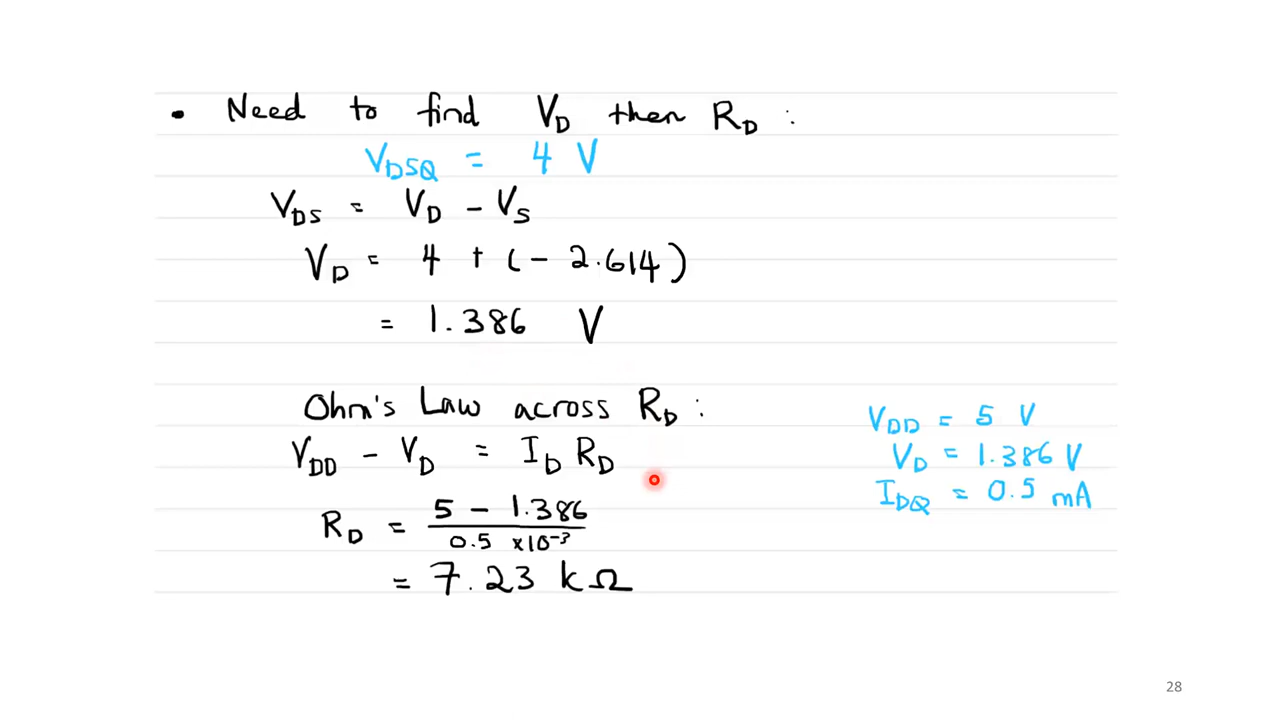 • Need to find V_D then R_D :
V_DSQ = 4 V
V_DS = V_D - V_S
V_D = 4 + (-2.614)
= 1.386 V
Ohm's Law across R_D :
V_DD - V_D = I_D R_D
R_D = (5 - 1.386) / (0.5 ×10^-3)
= 7.23 kΩ
V_DD = 5 V
V_D = 1.386 V
I_DQ = 0.5 mA
28